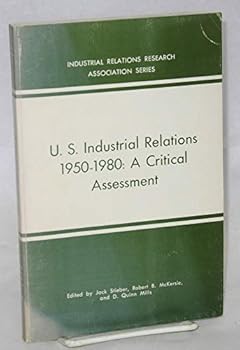 INDUSTRIAL RELATIONS RESEARCH
ASSOCIATION SERIES
U. S. Industrial Relations
1950-1980: A Critical
Assessment
Edited by Jack Stieber, Robert B. McKersie,
and D. Quinn Mills